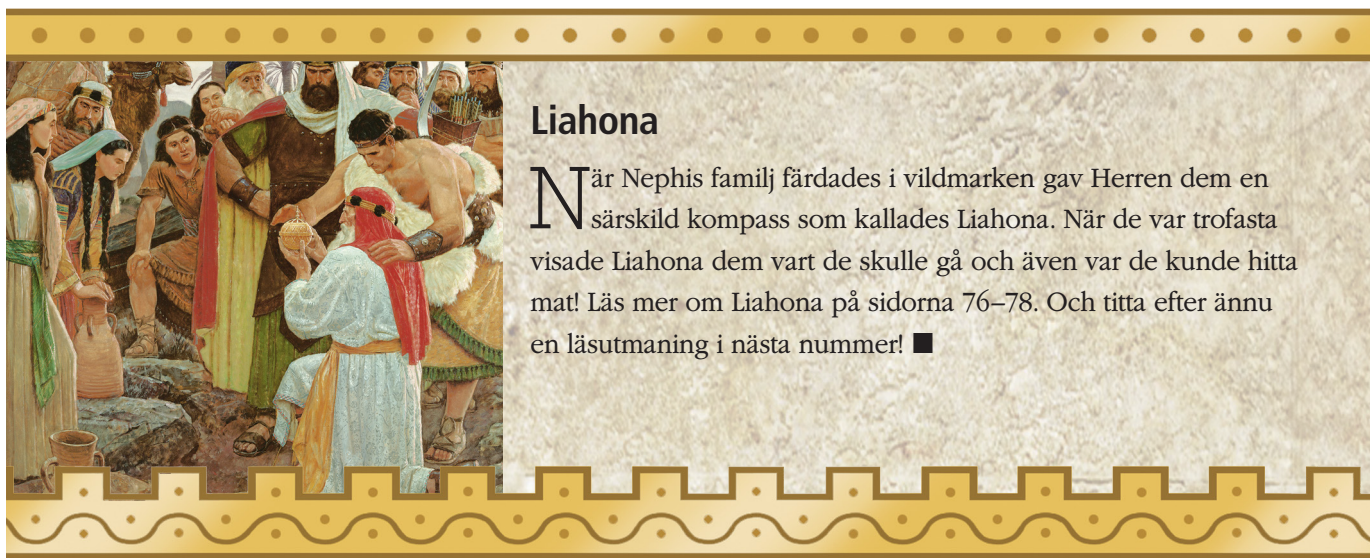 Liahona
När Nephis familj färdades i vildmarken gav Herren dem en
särskild kompass som kallades Liahona. När de var trofasta
visade Liahona dem vart de skulle gå och även var de kunde hitta
mat! Läs mer om Liahona på sidorna 76–78. Och titta efter ännu
en läsutmaning i nästa nummer! ■